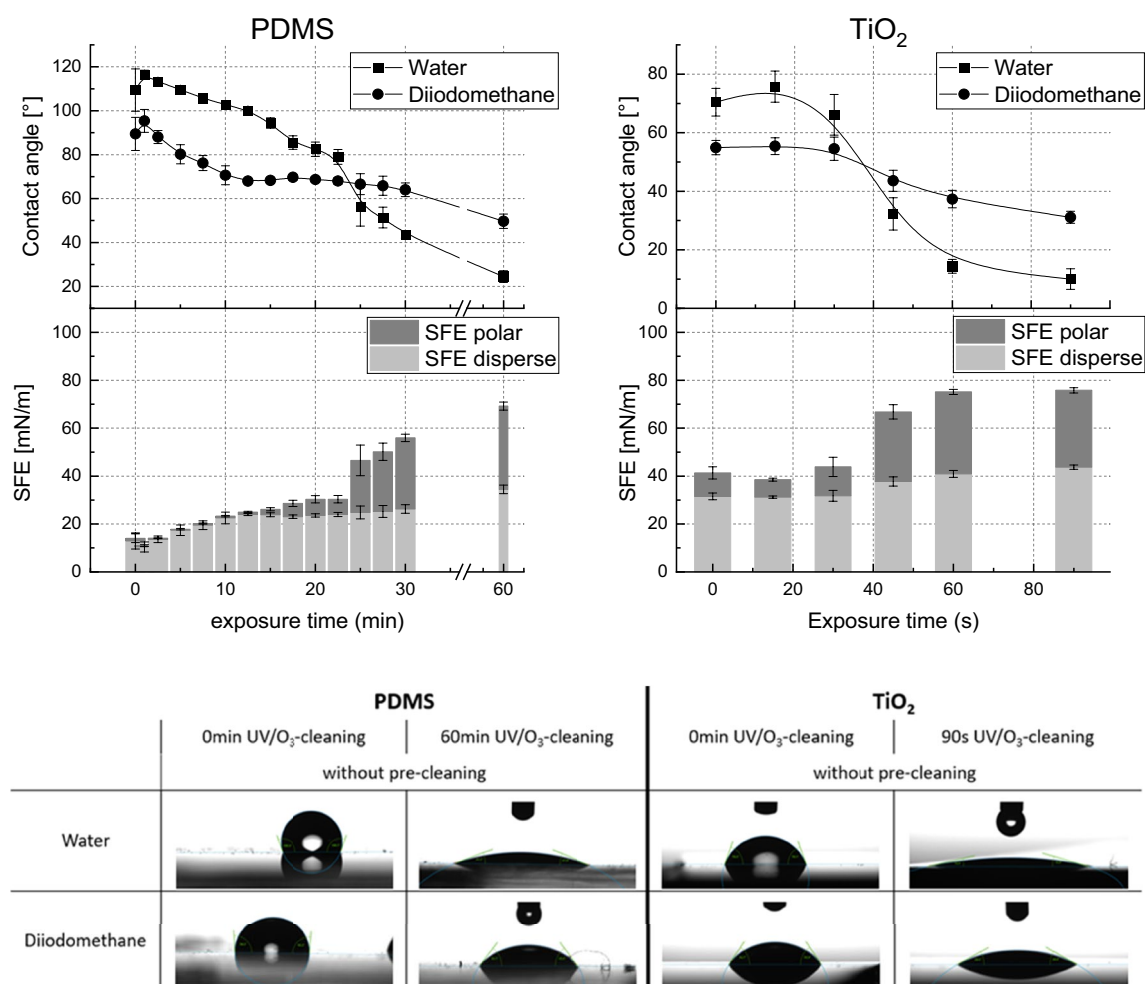 PDMS
TiO₂
Water
Diiodomethane
Contact angle [°]
120
100
80
60
40
20
Water
Diiodomethane
Contact angle [°]
80
60
40
20
0
SFE polar
SFE disperse
SFE [mN/m]
100
80
60
40
20
0
0
10
20
30
60
exposure time (min)
SFE polar
SFE disperse
SFE [mN/m]
100
80
60
40
20
0
0
20
40
60
80
Exposure time (s)
PDMS
TiO₂
0min UV/O₃-cleaning
60min UV/O₃-cleaning
0min UV/O₃-cleaning
90s UV/O₃-cleaning
without pre-cleaning
without pre-cleaning
Water
Diiodomethane